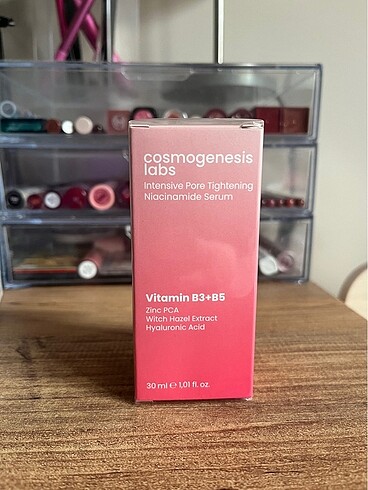 cosmogenesis
labs
Intensive Pore Tightening
Niacinamide Serum
Vitamin B3+B5
Zinc PCA
Witch Hazel Extract
Hyaluronic Acid
30 ml ℮ 1,01 fl. oz.